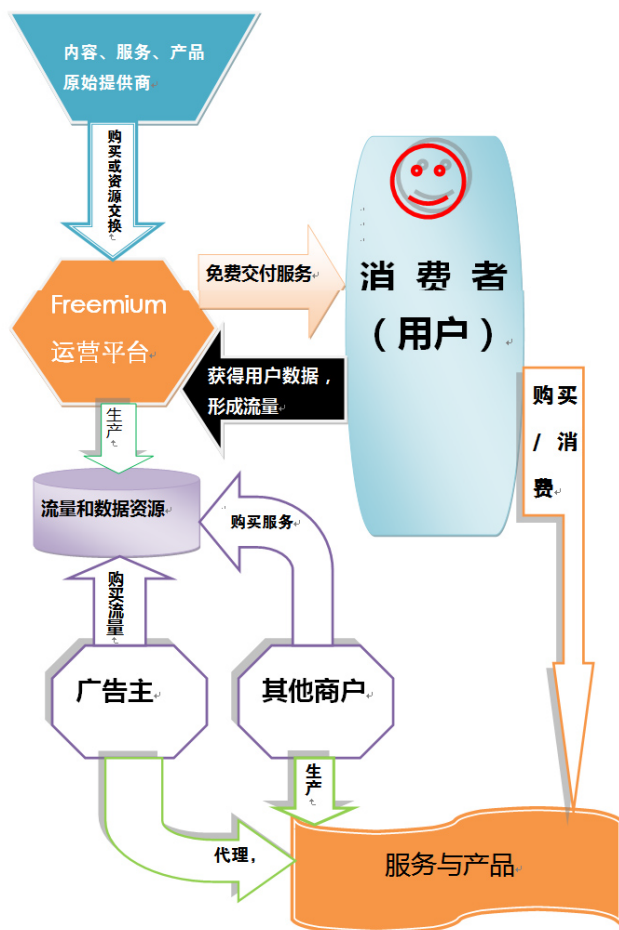 内容、服务、产品
原始提供商
购买或资源交换
Freemium
运营平台
免费交付服务
消费者
（用户）
获得用户数据，
形成流量
生产
购买
/ 消
费
流量和数据资源
购买服务
购买流量
广告主
其他商户
生产
代理，
服务与产品